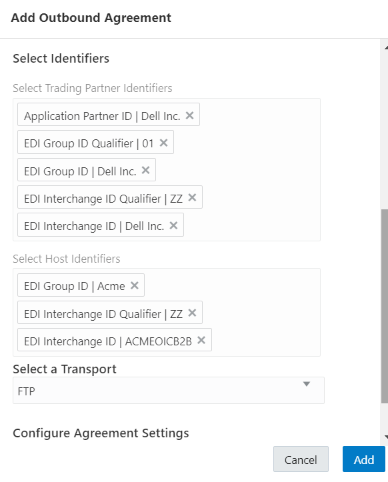 Add Outbound Agreement
Select Identifiers
Select Trading Partner Identifiers
Application Partner ID | Dell Inc. ×
EDI Group ID Qualifier | 01 ×
EDI Group ID | Dell Inc. ×
EDI Interchange ID Qualifier | ZZ ×
EDI Interchange ID | Dell Inc. ×
Select Host Identifiers
EDI Group ID | Acme ×
EDI Interchange ID Qualifier | ZZ ×
EDI Interchange ID | ACMEOICB2B ×
Select a Transport
FTP
Configure Agreement Settings
Cancel Add